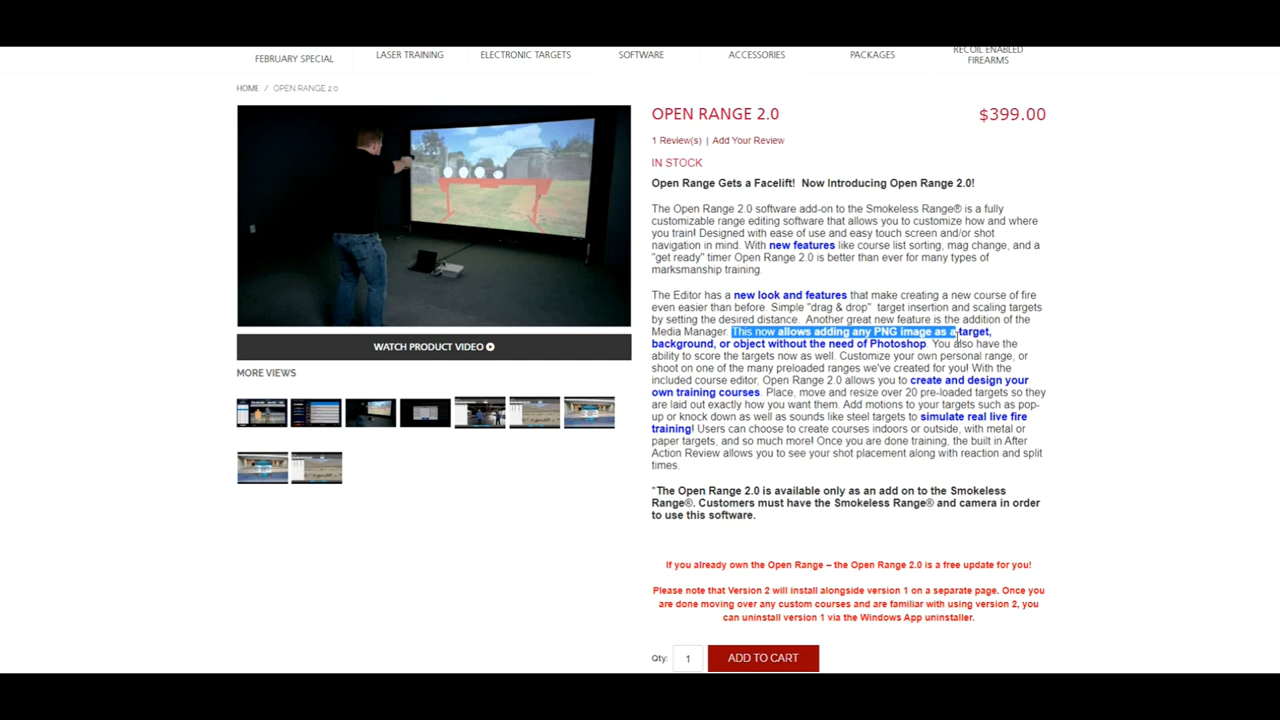 FEBRUARY SPECIAL
LASER TRAINING
ELECTRONIC TARGETS
SOFTWARE
ACCESSORIES
PACKAGES
RECOIL ENABLED
FIREARMS
HOME / OPEN RANGE 2.0
OPEN RANGE 2.0
$399.00
1 Review(s) | Add Your Review
IN STOCK
Open Range Gets a Facelift! Now Introducing Open Range 2.0!
The Open Range 2.0 software add-on to the Smokeless Range® is a fully
customizable range editing software that allows you to customize how and where
you train! Designed with ease of use and easy touch screen and/or shot
navigation in mind. With new features like course list sorting, mag change, and a
"get ready" timer Open Range 2.0 is better than ever for many types of
marksmanship training.
The Editor has a new look and features that make creating a new course of fire
even easier than before. Simple "drag & drop" target insertion and scaling targets
by setting the desired distance. Another great new feature is the addition of the
Media Manager. This now allows adding any PNG image as a target,
background, or object without the need of Photoshop. You also have the
ability to score the targets now as well. Customize your own personal range, or
shoot on one of the many preloaded ranges we've created for you! With the
included course editor, Open Range 2.0 allows you to create and design your
own training courses. Place, move and resize over 20 pre-loaded targets so they
are laid out exactly how you want them. Add motions to your targets such as pop-
up or knock down as well as sounds like steel targets to simulate real live fire
training! Users can choose to create courses indoors or outside, with metal or
paper targets, and so much more! Once you are done training, the built in After
Action Review allows you to see your shot placement along with reaction and split
times.
*The Open Range 2.0 is available only as an add on to the Smokeless
Range®. Customers must have the Smokeless Range® and camera in order
to use this software.
If you already own the Open Range – the Open Range 2.0 is a free update for you!
Please note that Version 2 will install alongside version 1 on a separate page. Once you
are done moving over any custom courses and are familiar with using version 2, you
can uninstall version 1 via the Windows App uninstaller.
Qty: 1 ADD TO CART
WATCH PRODUCT VIDEO
MORE VIEWS